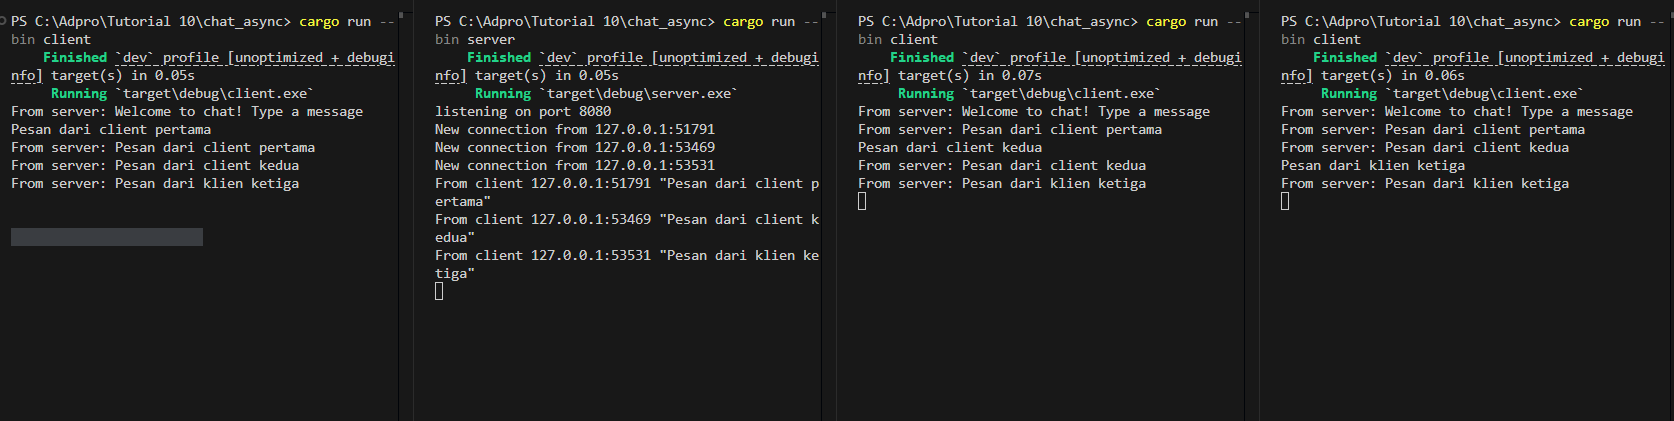 PS C:\Adpro\Tutorial 10\chat_async> cargo run --
bin client
    Finished `dev` profile [unoptimized + debugi
nfo] target(s) in 0.05s
     Running `target\debug\client.exe`
From server: Welcome to chat! Type a message
Pesan dari client pertama
From server: Pesan dari client pertama
From server: Pesan dari client kedua
From server: Pesan dari klien ketiga
PS C:\Adpro\Tutorial 10\chat_async> cargo run --
bin server
    Finished `dev` profile [unoptimized + debugi
nfo] target(s) in 0.05s
     Running `target\debug\server.exe`
listening on port 8080
New connection from 127.0.0.1:51791
New connection from 127.0.0.1:53469
New connection from 127.0.0.1:53531
From client 127.0.0.1:51791 "Pesan dari client p
ertama"
From client 127.0.0.1:53469 "Pesan dari client k
edua"
From client 127.0.0.1:53531 "Pesan dari klien ke
tiga"
PS C:\Adpro\Tutorial 10\chat_async> cargo run --
bin client
    Finished `dev` profile [unoptimized + debugi
nfo] target(s) in 0.07s
     Running `target\debug\client.exe`
From server: Welcome to chat! Type a message
From server: Pesan dari client pertama
Pesan dari client kedua
From server: Pesan dari client kedua
From server: Pesan dari klien ketiga
PS C:\Adpro\Tutorial 10\chat_async> cargo run --
bin client
    Finished `dev` profile [unoptimized + debugi
nfo] target(s) in 0.06s
     Running `target\debug\client.exe`
From server: Welcome to chat! Type a message
From server: Pesan dari client pertama
From server: Pesan dari client kedua
Pesan dari klien ketiga
From server: Pesan dari klien ketiga